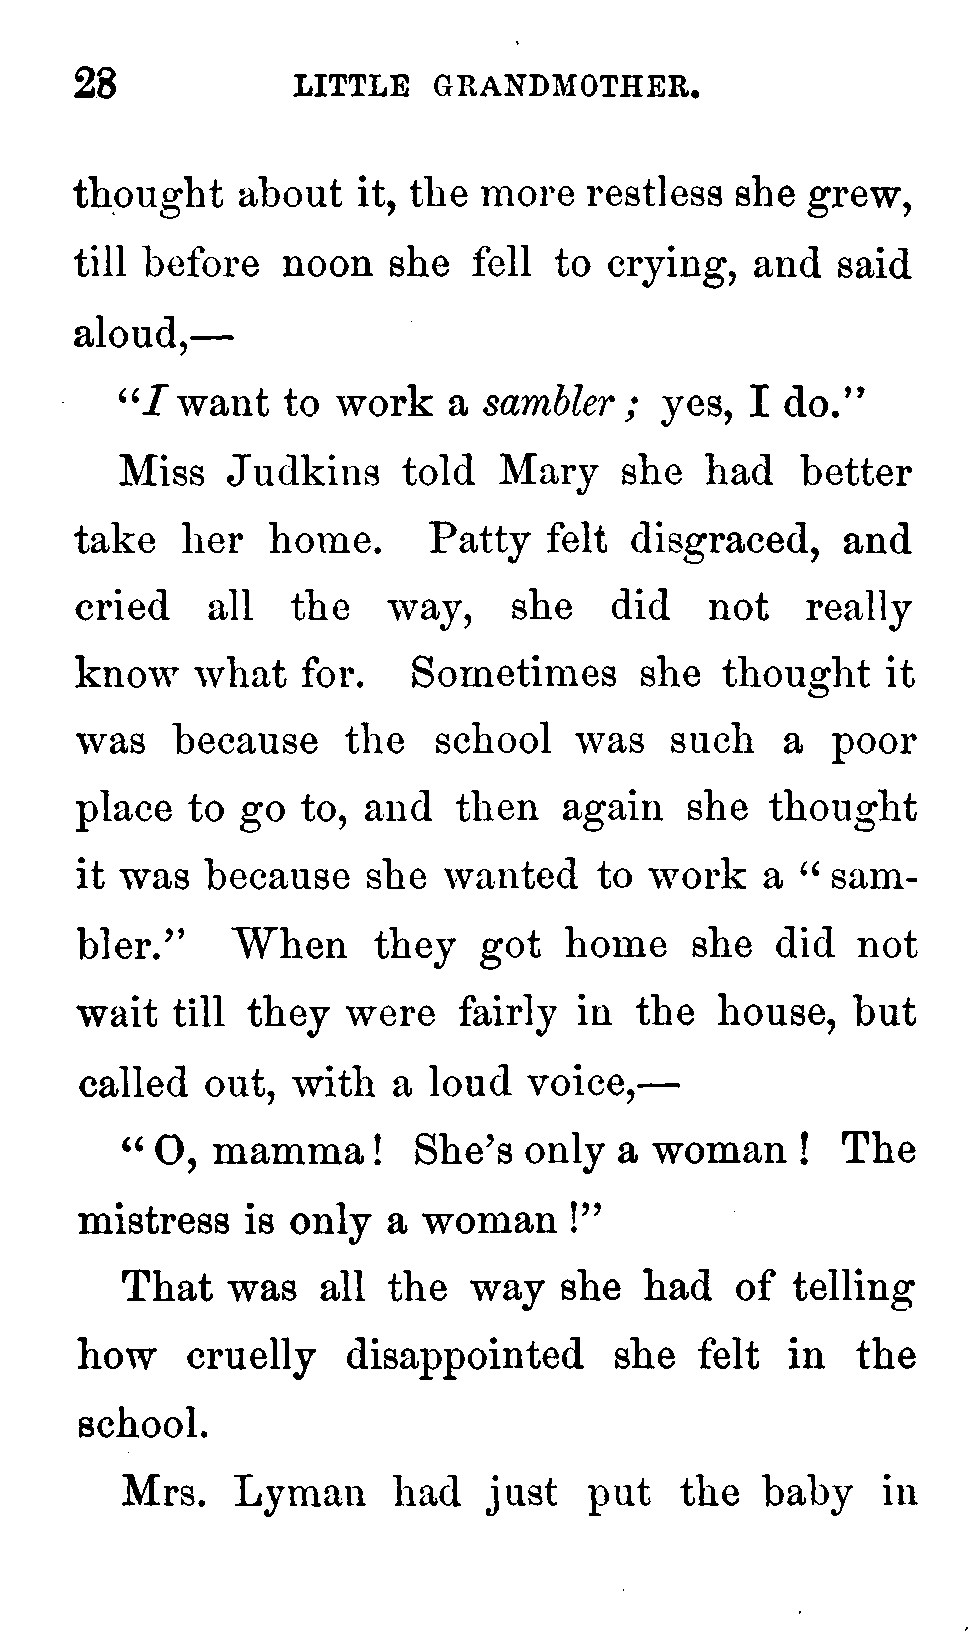 28 LITTLE GRANDMOTHER.
thought about it, the more restless she grew,
till before noon she fell to crying, and said
aloud,—
"I want to work a sambler; yes, I do."
Miss Judkins told Mary she had better
take her home. Patty felt disgraced, and
cried all the way, she did not really
know what for. Sometimes she thought it
was because the school was such a poor
place to go to, and then again she thought
it was because she wanted to work a "sam-
bler." When they got home she did not
wait till they were fairly in the house, but
called out, with a loud voice,—
"O, mamma! She's only a woman! The
mistress is only a woman!"
That was all the way she had of telling
how cruelly disappointed she felt in the
school.
Mrs. Lyman had just put the baby in